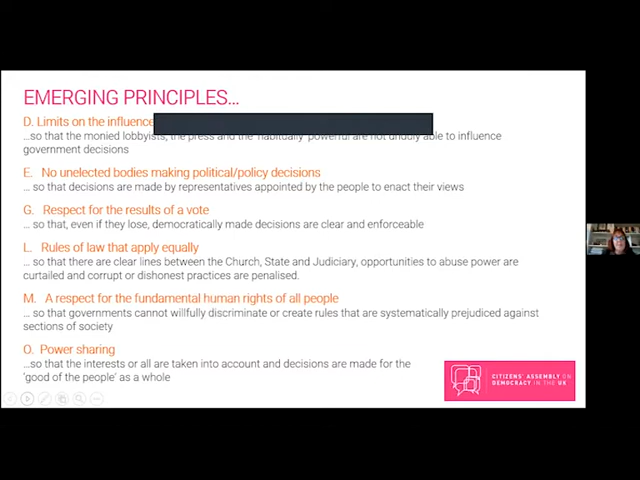 EMERGING PRINCIPLES…
D. Limits on the influence
…so that the monied lobbyists, the press and the 'habitually' powerful are not unduly able to influence
government decisions
E. No unelected bodies making political/policy decisions
… so that decisions are made by representatives appointed by the people to enact their views
G. Respect for the results of a vote
… so that, even if they lose, democratically made decisions are clear and enforceable
L. Rules of law that apply equally
… so that there are clear lines between the Church, State and Judiciary, opportunities to abuse power are
curtailed and corrupt or dishonest practices are penalised.
M. A respect for the fundamental human rights of all people
… so that governments cannot willfully discriminate or create rules that are systematically prejudiced against
sections of society
O. Power sharing
…so that the interests or all are taken into account and decisions are made for the
'good of the people' as a whole
CITIZENS' ASSEMBLY ON
DEMOCRACY IN THE UK